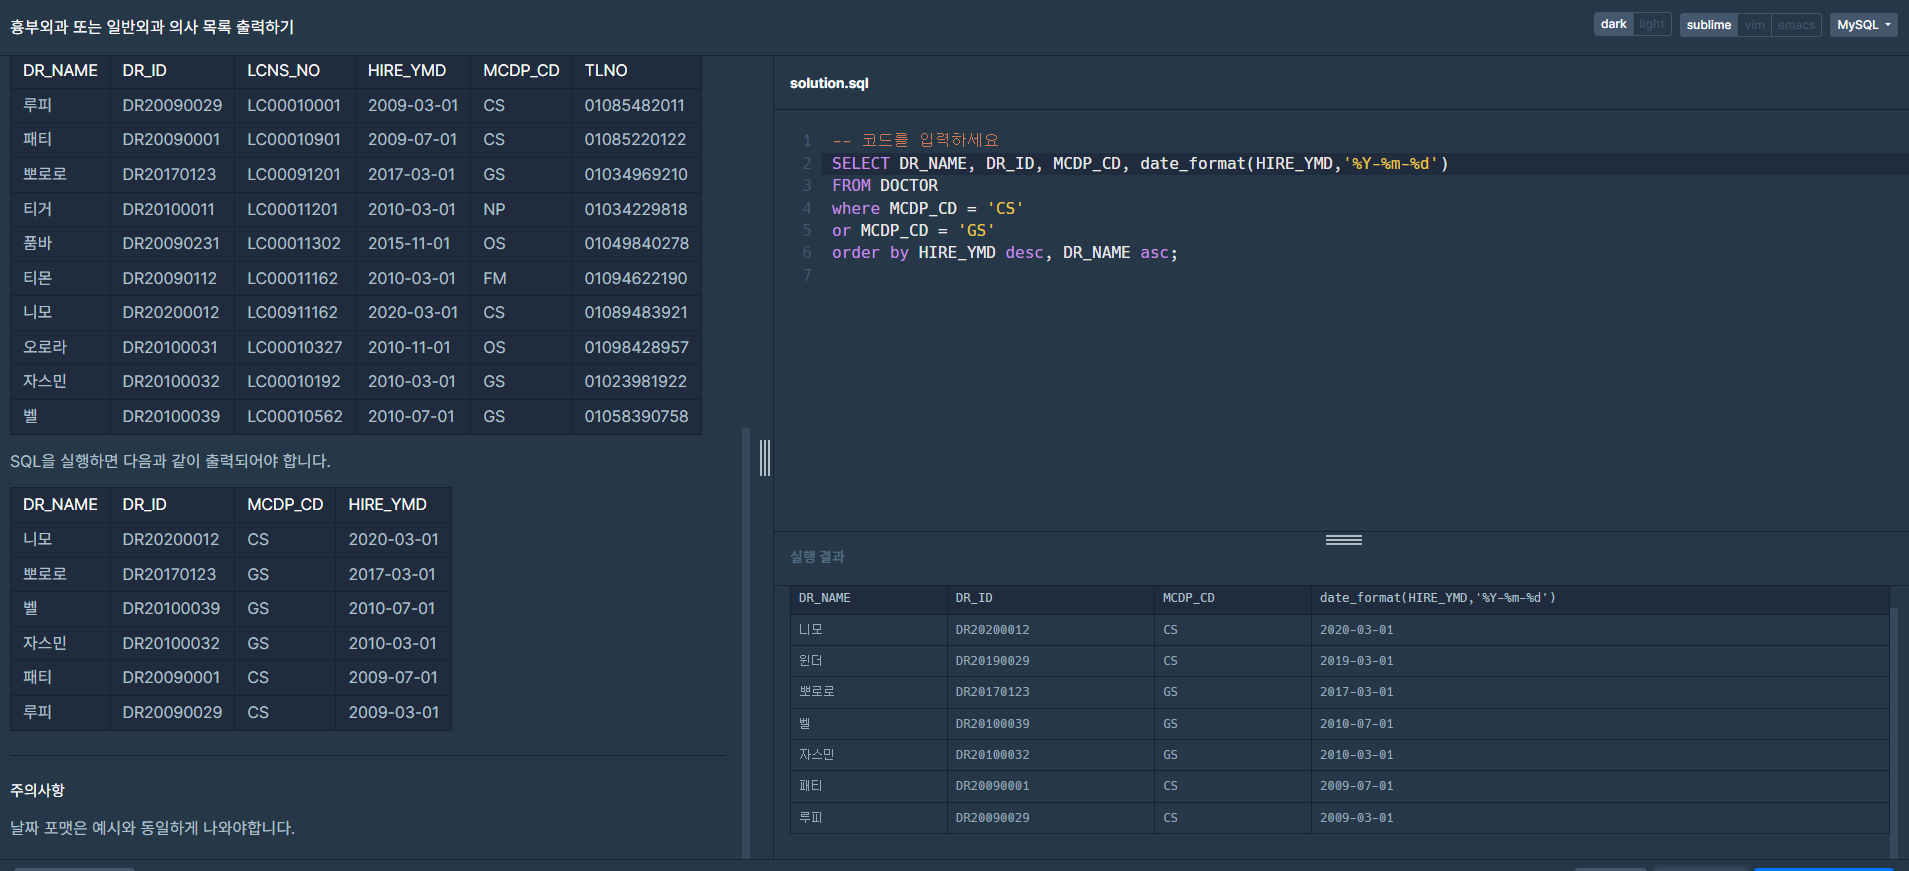 흉부외과 또는 일반외과 의사 목록 출력하기
dark light sublime vim emacs MySQL
DR_NAME DR_ID LCNS_NO HIRE_YMD MCDP_CD TLNO
루피 DR20090029 LC00010001 2009-03-01 CS 01085482011
패티 DR20090001 LC00010901 2009-07-01 CS 01085220122
뽀로로 DR20170123 LC00091201 2017-03-01 GS 01034969210
티거 DR20100011 LC00011201 2010-03-01 NP 01034229818
품바 DR20090231 LC00011302 2015-11-01 OS 01049840278
티몬 DR20090112 LC00011162 2010-03-01 FM 01094622190
니모 DR20200012 LC00911162 2020-03-01 CS 01089483921
오로라 DR20100031 LC00010327 2010-11-01 OS 01098428957
자스민 DR20100032 LC00010192 2010-03-01 GS 01023981922
벨 DR20100039 LC00010562 2010-07-01 GS 01058390758
SQL을 실행하면 다음과 같이 출력되어야 합니다.
DR_NAME DR_ID MCDP_CD HIRE_YMD
니모 DR20200012 CS 2020-03-01
뽀로로 DR20170123 GS 2017-03-01
벨 DR20100039 GS 2010-07-01
자스민 DR20100032 GS 2010-03-01
패티 DR20090001 CS 2009-07-01
루피 DR20090029 CS 2009-03-01
주의사항
날짜 포맷은 예시와 동일하게 나와야합니다.
solution.sql
1 -- 코드를 입력하세요
2 SELECT DR_NAME, DR_ID, MCDP_CD, date_format(HIRE_YMD,'%Y-%m-%d')
3 FROM DOCTOR
4 where MCDP_CD = 'CS'
5 or MCDP_CD = 'GS'
6 order by HIRE_YMD desc, DR_NAME asc;
7
실행 결과
DR_NAME DR_ID MCDP_CD date_format(HIRE_YMD,'%Y-%m-%d')
니모 DR20200012 CS 2020-03-01
윈더 DR20190029 CS 2019-03-01
뽀로로 DR20170123 GS 2017-03-01
벨 DR20100039 GS 2010-07-01
자스민 DR20100032 GS 2010-03-01
패티 DR20090001 CS 2009-07-01
루피 DR20090029 CS 2009-03-01